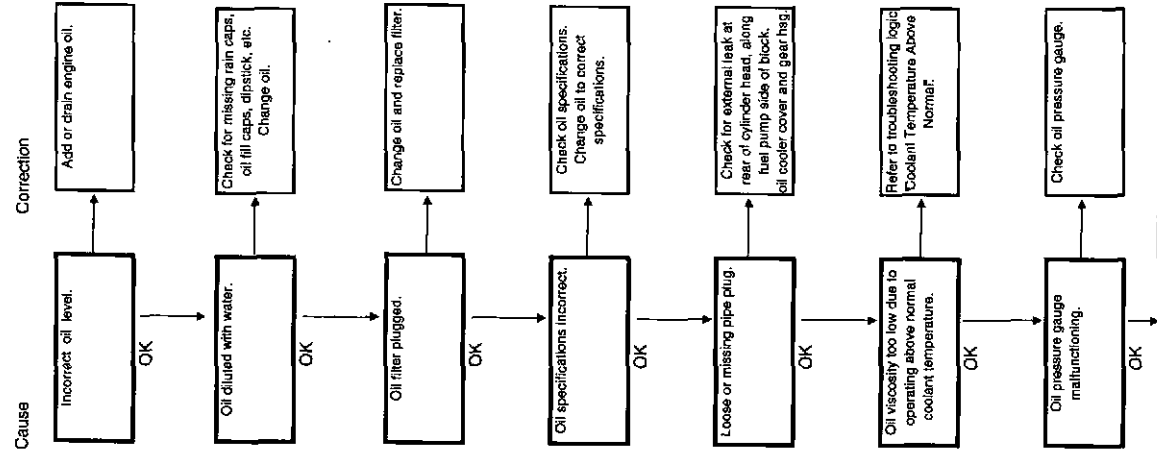 Cause
Correction
Incorrect oil level.
Add or drain engine oil.
OK
Oil diluted with water.
Check for missing rain caps,
oil fill caps, dipstick, etc.
Change oil.
OK
Oil filter plugged.
Change oil and replace filter.
OK
Oil specifications incorrect.
Check oil specifications.
Change oil to correct
specifications.
OK
Loose or missing pipe plug.
Check for external leak at
rear of cylinder head, along
fuel pump side of block.
oil cooler cover and gear hsg.
OK
Oil viscosity too low due to
operating above normal
coolant temperature.
Refer to troubleshooting logic
"Coolant Temperature Above
Normal".
OK
Oil pressure gauge
malfunctioning.
Check oil pressure gauge.
OK